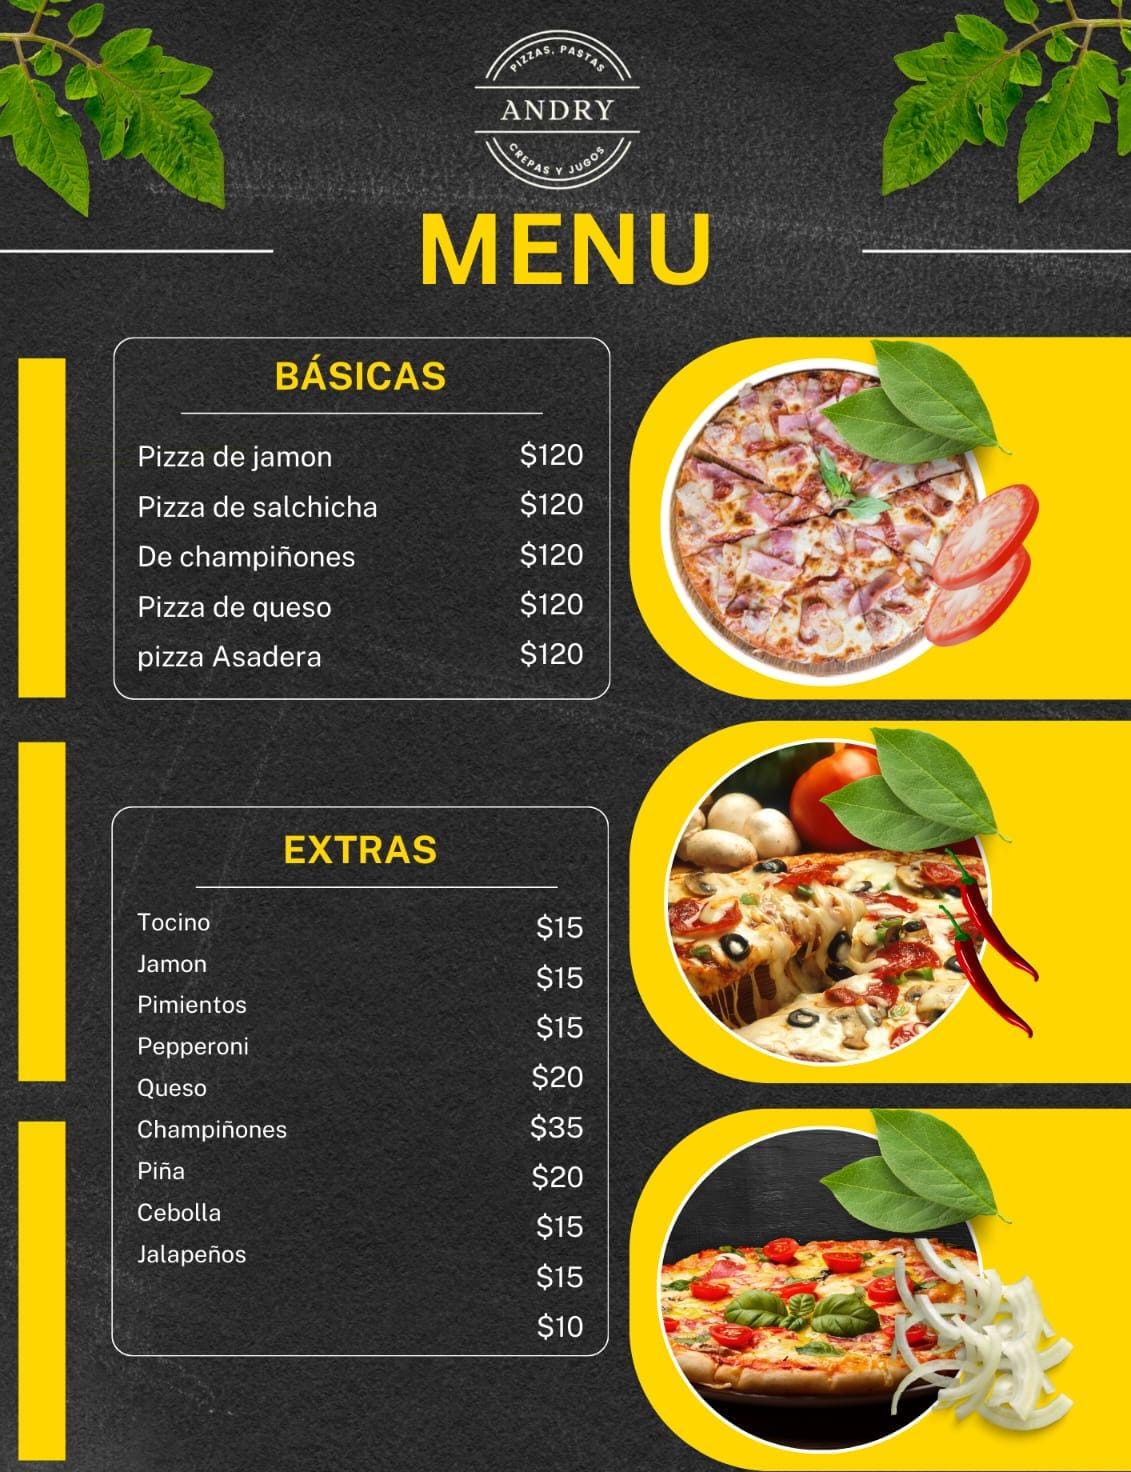 PIZZAS, PASTAS
ANDRY
CREPAS Y JUGOS
MENU
BÁSICAS
Pizza de jamon $120
Pizza de salchicha $120
De champiñones $120
Pizza de queso $120
pizza Asadera $120
EXTRAS
Tocino $15
Jamon $15
Pimientos $15
Pepperoni $20
Queso $35
Champiñones $20
Piña $15
Cebolla $15
Jalapeños $10